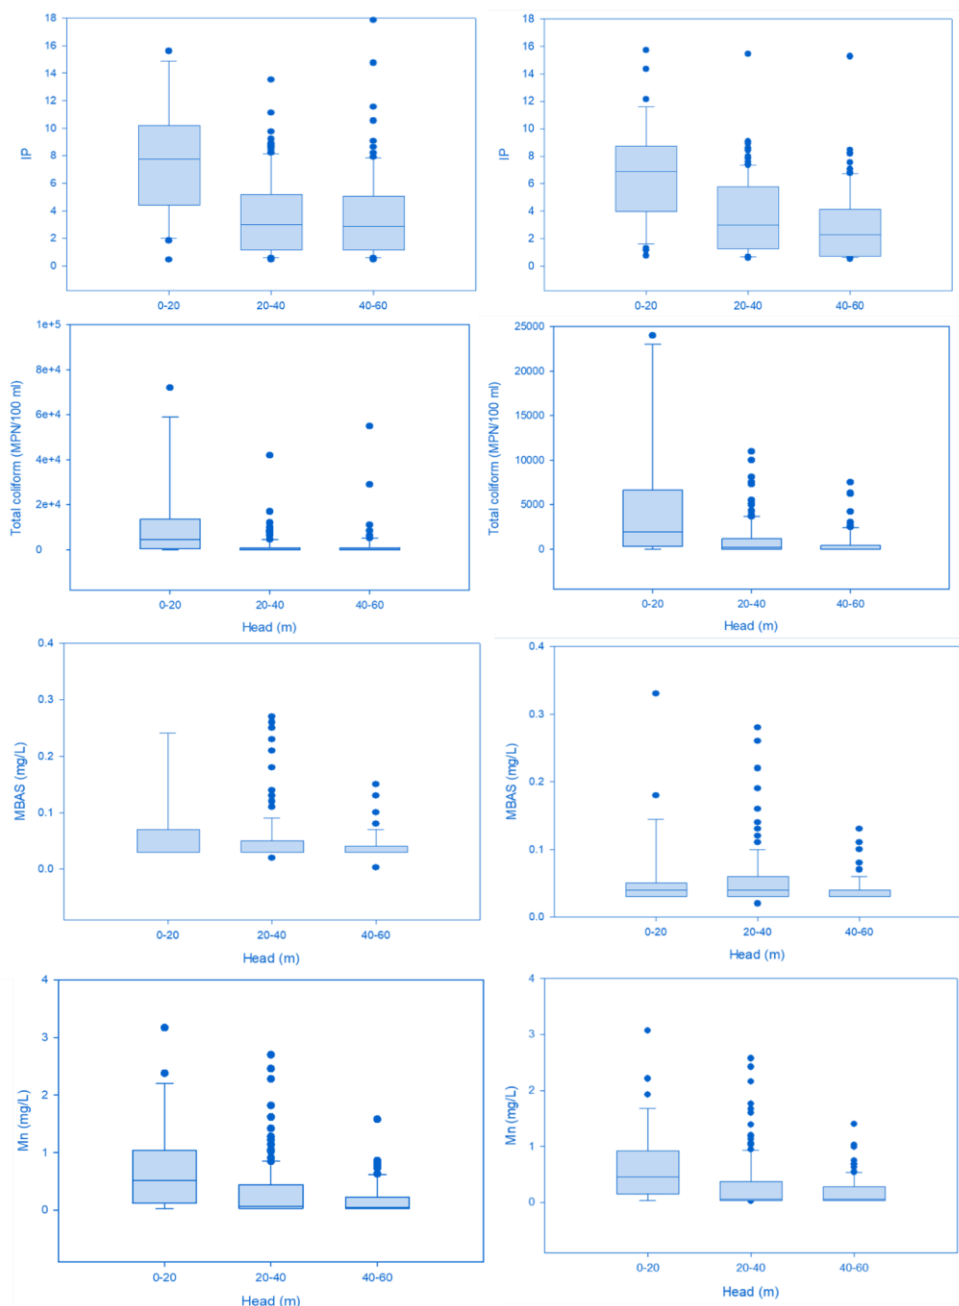 18
16
14
12
10
8
6
4
2
0
IP
0-20 20-40 40-60
18
16
14
12
10
8
6
4
2
0
IP
0-20 20-40 40-60
1e+5
8e+4
6e+4
4e+4
2e+4
0
Total coliform (MPN/100 ml)
0-20 20-40 40-60
Head (m)
25000
20000
15000
10000
5000
0
Total coliform (MPN/100 ml)
0-20 20-40 40-60
Head (m)
0.4
0.3
0.2
0.1
0.0
MBAS (mg/L)
0-20 20-40 40-60
Head (m)
0.4
0.3
0.2
0.1
0.0
MBAS (mg/L)
0-20 20-40 40-60
Head (m)
4
3
2
1
0
Mn (mg/L)
0-20 20-40 40-60
Head (m)
4
3
2
1
0
Mn (mg/L)
0-20 20-40 40-60
Head (m)